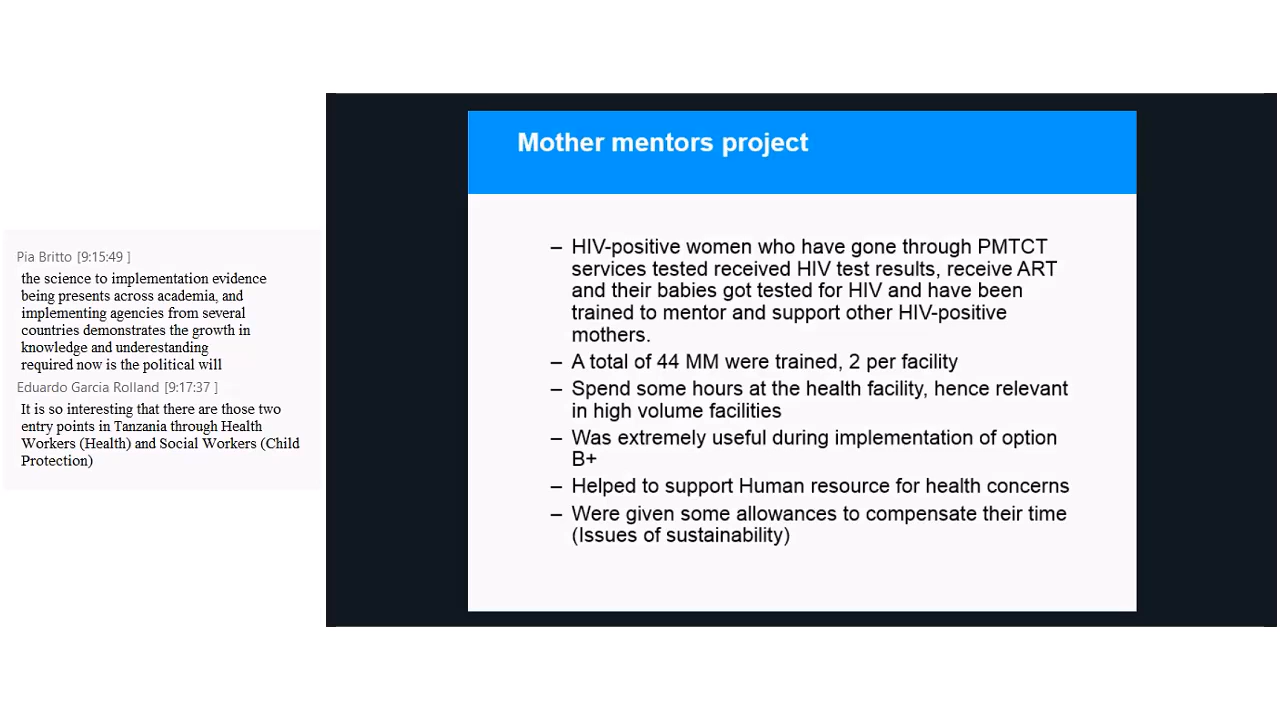 Pia Britto [9:15:49 ]
the science to implementation evidence
being presents across academia, and
implementing agencies from several
countries demonstrates the growth in
knowledge and underestanding
required now is the political will
Eduardo Garcia Rolland [9:17:37 ]
It is so interesting that there are those two
entry points in Tanzania through Health
Workers (Health) and Social Workers (Child
Protection)
Mother mentors project
– HIV-positive women who have gone through PMTCT
services tested received HIV test results, receive ART
and their babies got tested for HIV and have been
trained to mentor and support other HIV-positive
mothers.
– A total of 44 MM were trained, 2 per facility
– Spend some hours at the health facility, hence relevant
in high volume facilities
– Was extremely useful during implementation of option
B+
– Helped to support Human resource for health concerns
– Were given some allowances to compensate their time
(Issues of sustainability)